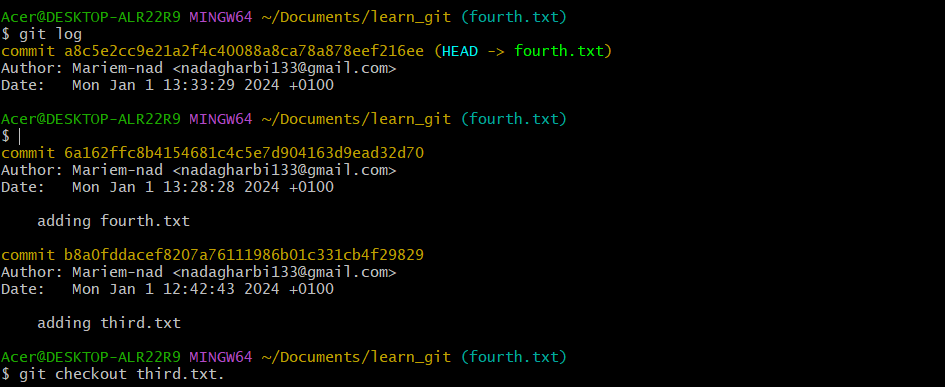 Acer@DESKTOP-ALR22R9 MINGW64 ~/Documents/learn_git (fourth.txt)
$ git log
commit a8c5e2cc9e21a2f4c40088a8ca78a878eef216ee (HEAD -> fourth.txt)
Author: Mariem-nad <nadagharbi133@gmail.com>
Date:   Mon Jan 1 13:33:29 2024 +0100

Acer@DESKTOP-ALR22R9 MINGW64 ~/Documents/learn_git (fourth.txt)
$
commit 6a162ffc8b4154681c4c5e7d904163d9ead32d70
Author: Mariem-nad <nadagharbi133@gmail.com>
Date:   Mon Jan 1 13:28:28 2024 +0100

    adding fourth.txt

commit b8a0fddacef8207a76111986b01c331cb4f29829
Author: Mariem-nad <nadagharbi133@gmail.com>
Date:   Mon Jan 1 12:42:43 2024 +0100

    adding third.txt

Acer@DESKTOP-ALR22R9 MINGW64 ~/Documents/learn_git (fourth.txt)
$ git checkout third.txt.